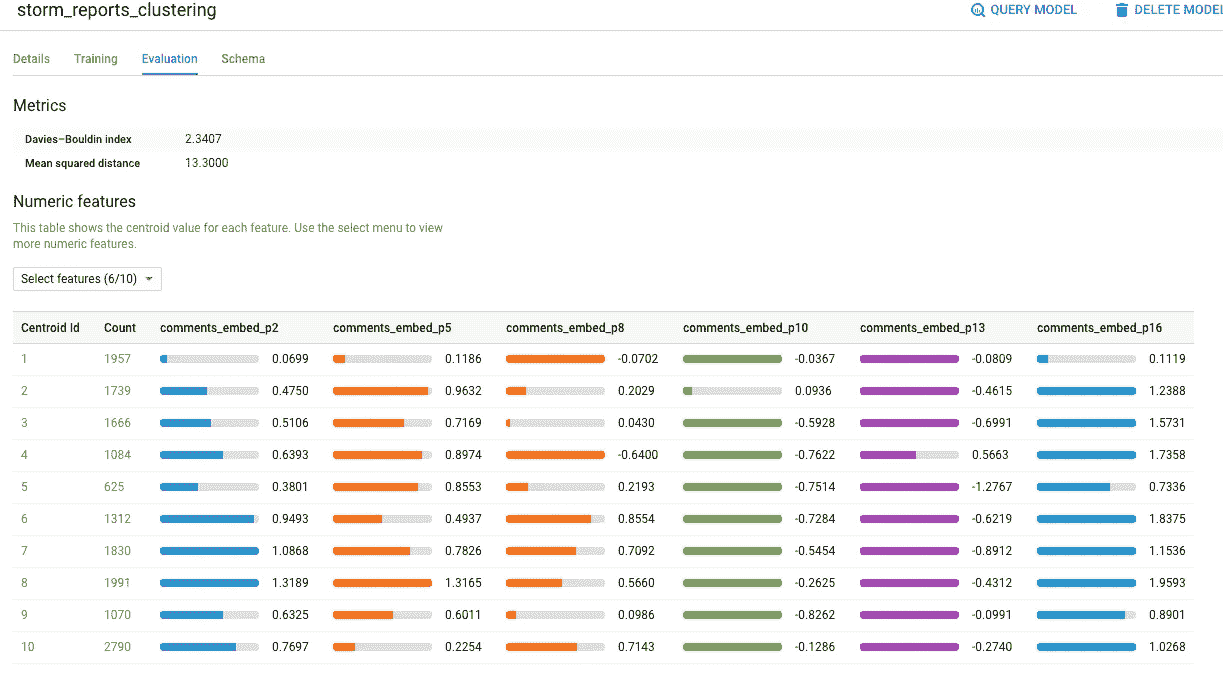 storm_reports_clustering
QUERY MODEL
DELETE MODEL
Details Training Evaluation Schema
Metrics
Davies–Bouldin index 2.3407
Mean squared distance 13.3000
Numeric features
This table shows the centroid value for each feature. Use the select menu to view
more numeric features.
Select features (6/10)
Centroid Id Count comments_embed_p2 comments_embed_p5 comments_embed_p8 comments_embed_p10 comments_embed_p13 comments_embed_p16
1 1957 0.0699 0.1186 -0.0702 -0.0367 -0.0809 0.1119
2 1739 0.4750 0.9632 0.2029 0.0936 -0.4615 1.2388
3 1666 0.5106 0.7169 0.0430 -0.5928 -0.6991 1.5731
4 1084 0.6393 0.8974 -0.6400 -0.7622 0.5663 1.7358
5 625 0.3801 0.8553 0.2193 -0.7514 -1.2767 0.7336
6 1312 0.9493 0.4937 0.8554 -0.7284 -0.6219 1.8375
7 1830 1.0868 0.7826 0.7092 -0.5454 -0.8912 1.1536
8 1991 1.3189 1.3165 0.5660 -0.2625 -0.4312 1.9593
9 1070 0.6325 0.6011 0.0986 -0.8262 -0.0991 0.8901
10 2790 0.7697 0.2254 0.7143 -0.1286 -0.2740 1.0268